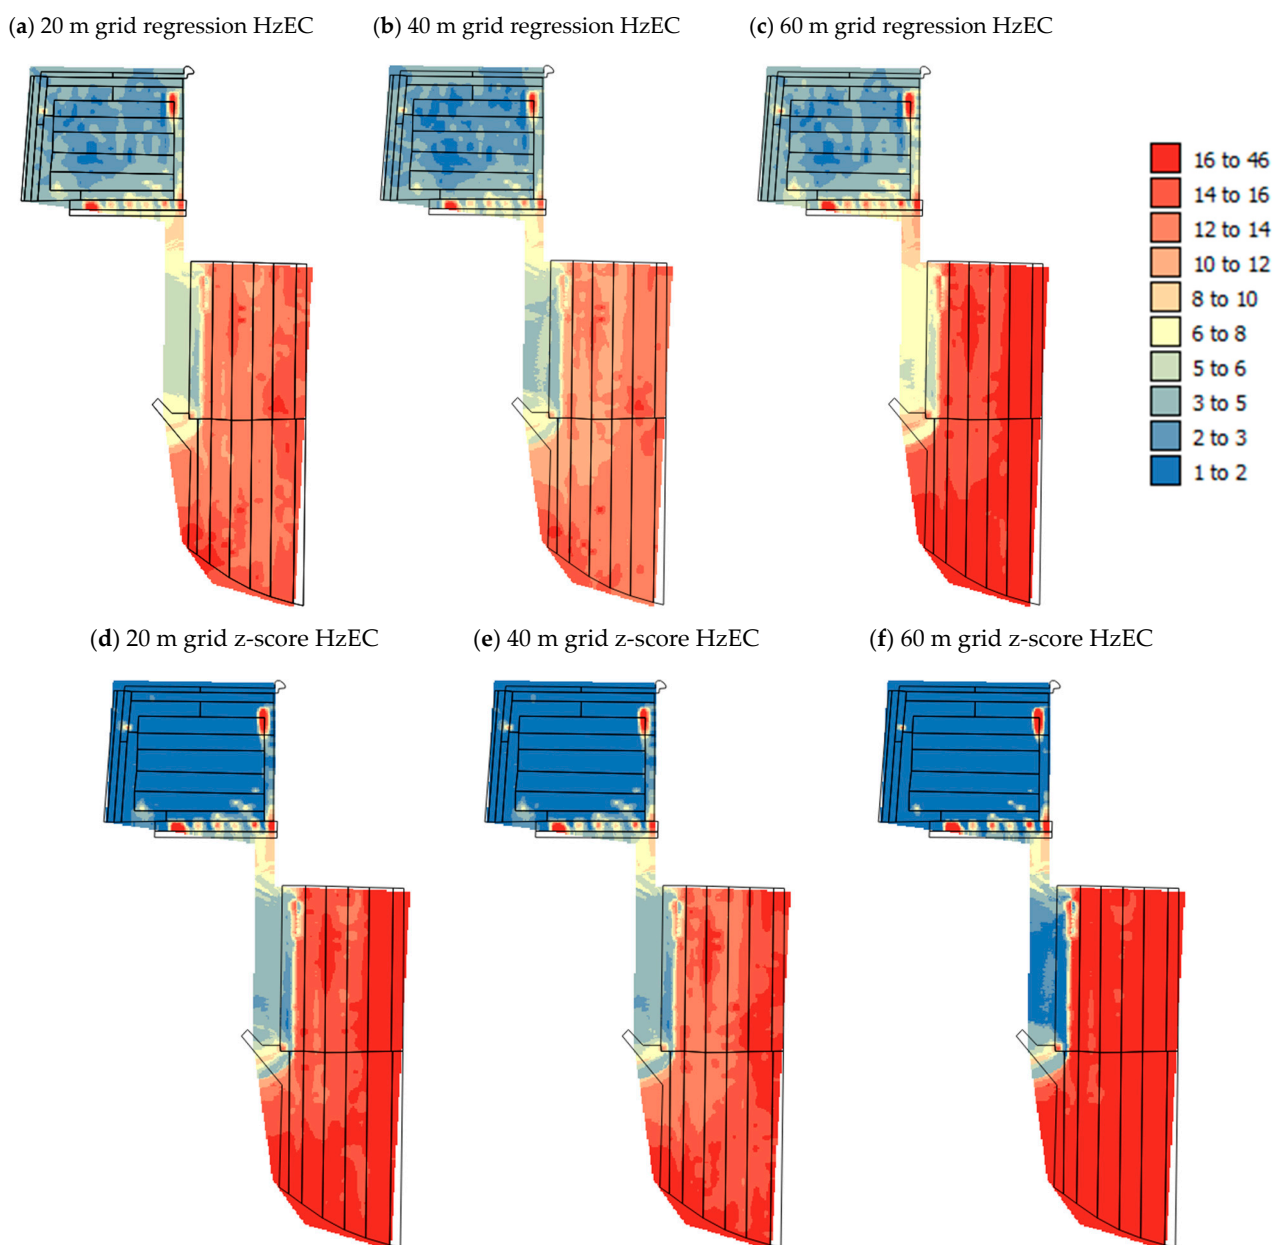 (a) 20 m grid regression HzEC
(b) 40 m grid regression HzEC
(c) 60 m grid regression HzEC
16 to 46
14 to 16
12 to 14
10 to 12
8 to 10
6 to 8
5 to 6
3 to 5
2 to 3
1 to 2
(d) 20 m grid z-score HzEC
(e) 40 m grid z-score HzEC
(f) 60 m grid z-score HzEC